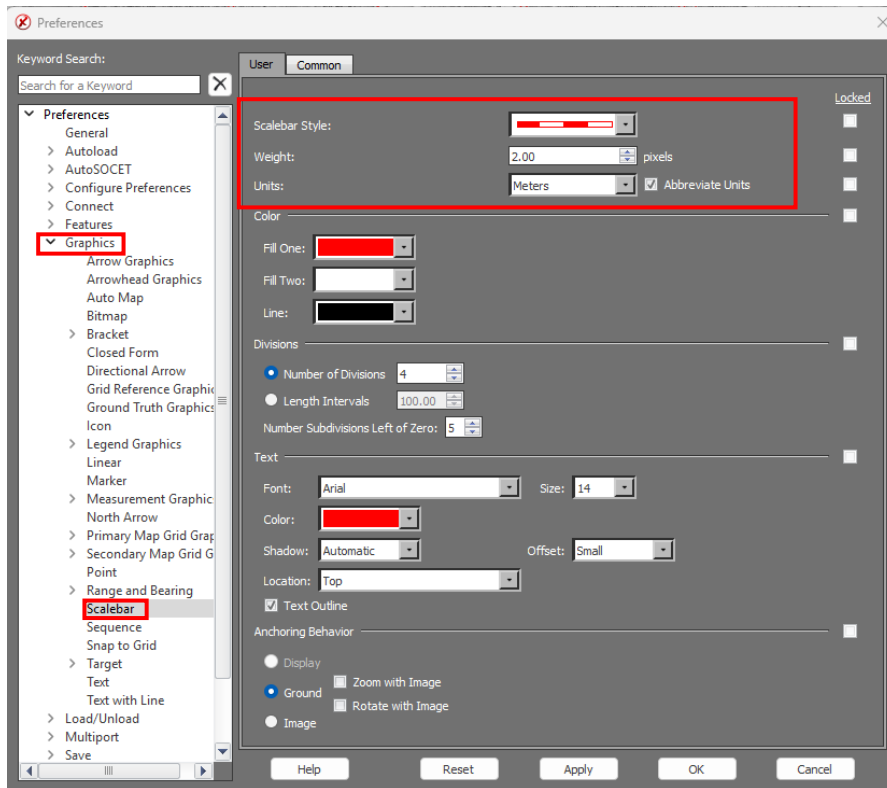 Preferences
Keyword Search:
Search for a Keyword
Preferences
General
Autoload
AutoSOCET
Configure Preferences
Connect
Features
Graphics
Arrow Graphics
Arrowhead Graphics
Auto Map
Bitmap
Bracket
Closed Form
Directional Arrow
Grid Reference Graphic
Ground Truth Graphics
Icon
Legend Graphics
Linear
Marker
Measurement Graphic
North Arrow
Primary Map Grid Grap
Secondary Map Grid G
Point
Range and Bearing
Scalebar
Sequence
Snap to Grid
Target
Text
Text with Line
Load/Unload
Multiport
Save
User Common
Locked
Scalebar Style:
Weight: 2.00 pixels
Units: Meters Abbreviate Units
Color
Fill One:
Fill Two:
Line:
Divisions
Number of Divisions 4
Length Intervals 100.00
Number Subdivisions Left of Zero: 5
Text
Font: Arial Size: 14
Color:
Shadow: Automatic Offset: Small
Location: Top
Text Outline
Anchoring Behavior
Display
Ground
Zoom with Image
Rotate with Image
Image
Help Reset Apply OK Cancel